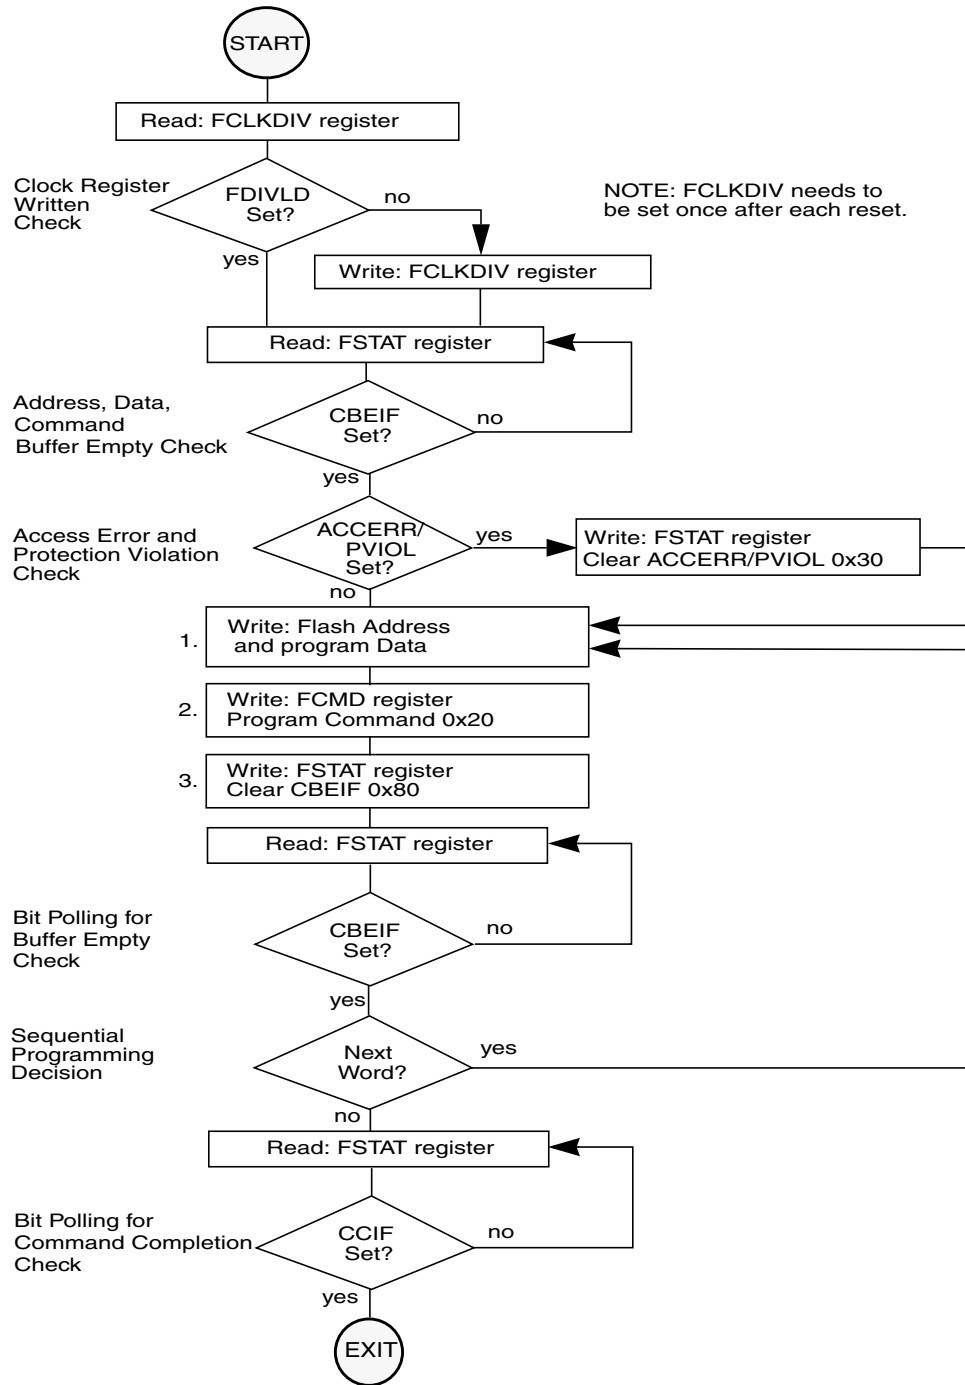 START
Read: FCLKDIV register
Clock Register
Written
Check
FDIVLD
Set?
no
yes
NOTE: FCLKDIV needs to
be set once after each reset.
Write: FCLKDIV register
Read: FSTAT register
Address, Data,
Command
Buffer Empty Check
CBEIF
Set?
no
yes
Access Error and
Protection Violation
Check
ACCERR/
PVIOL
Set?
yes
no
Write: FSTAT register
Clear ACCERR/PVIOL 0x30
1.
Write: Flash Address
and program Data
2.
Write: FCMD register
Program Command 0x20
3.
Write: FSTAT register
Clear CBEIF 0x80
Read: FSTAT register
Bit Polling for
Buffer Empty
Check
CBEIF
Set?
no
yes
Sequential
Programming
Decision
Next
Word?
yes
no
Read: FSTAT register
Bit Polling for
Command Completion
Check
CCIF
Set?
no
yes
EXIT